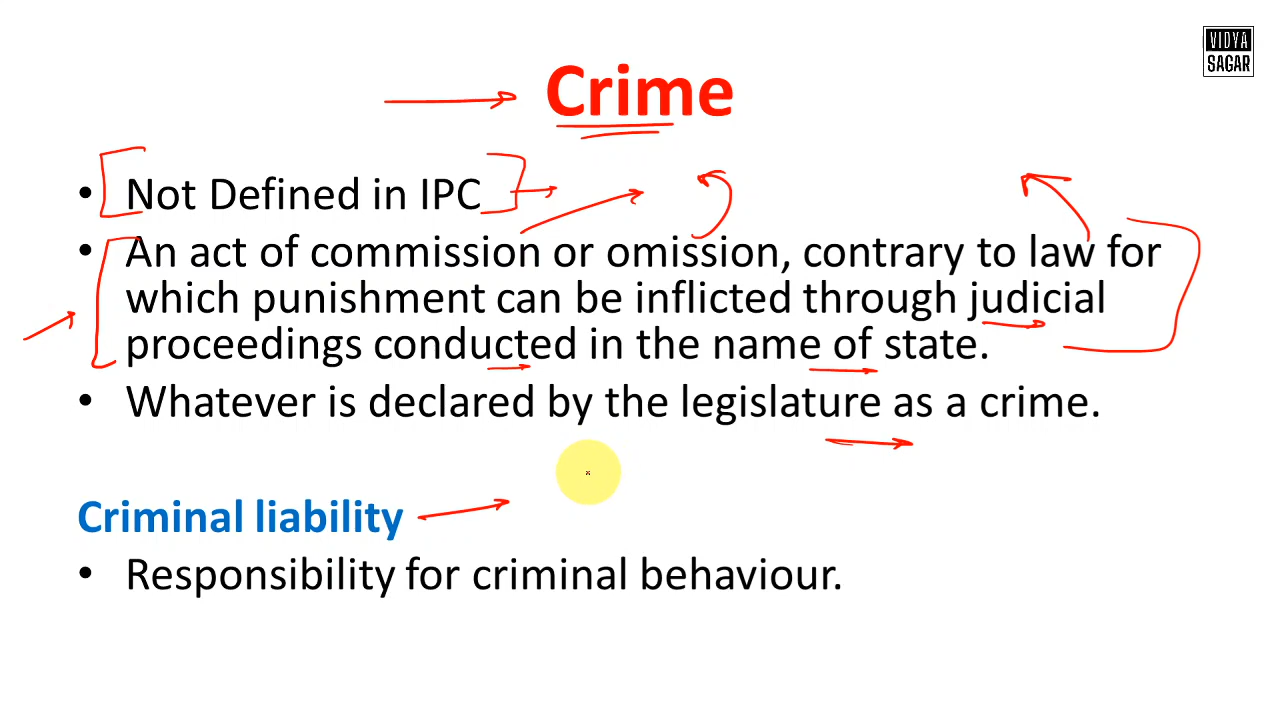 VIDYA
SAGAR
Crime
• Not Defined in IPC
• An act of commission or omission, contrary to law for
which punishment can be inflicted through judicial
proceedings conducted in the name of state.
• Whatever is declared by the legislature as a crime.
Criminal liability
• Responsibility for criminal behaviour.